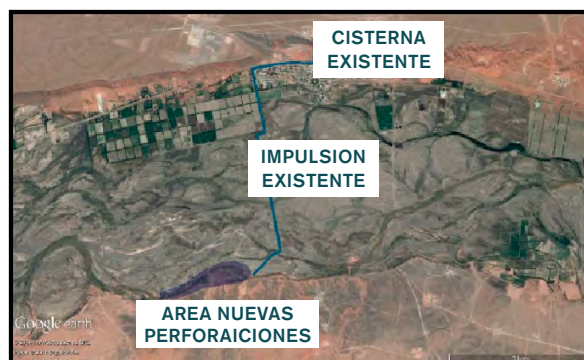 CISTERNA
EXISTENTE
IMPULSION
EXISTENTE
AREA NUEVAS
PERFORAICIONES
Google earth